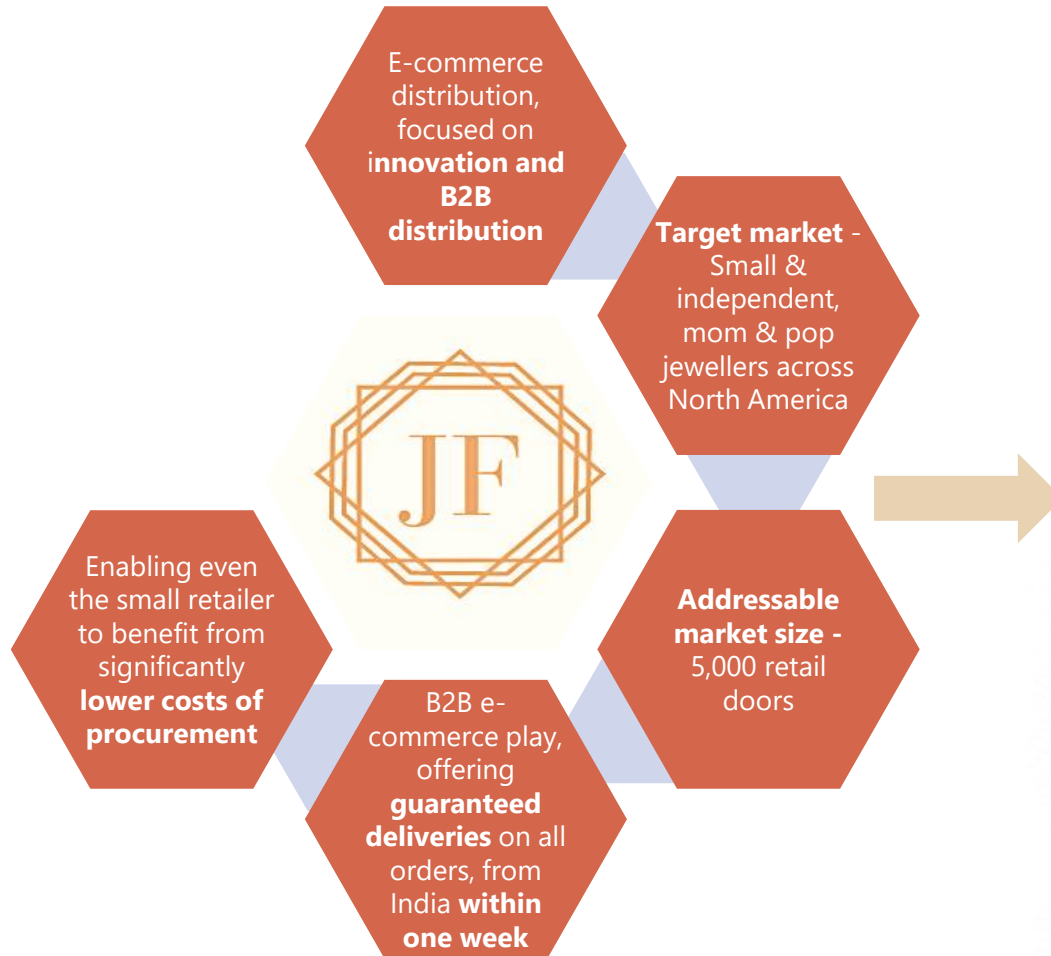 E-commerce
distribution,
focused on
innovation and
B2B
distribution
Target market -
Small &
independent,
mom & pop
jewellers across
North America
JF
Addressable
market size -
5,000 retail
doors
B2B e-
commerce play,
offering
guaranteed
deliveries on all
orders, from
India within
one week
Enabling even
the small retailer
to benefit from
significantly
lower costs of
procurement